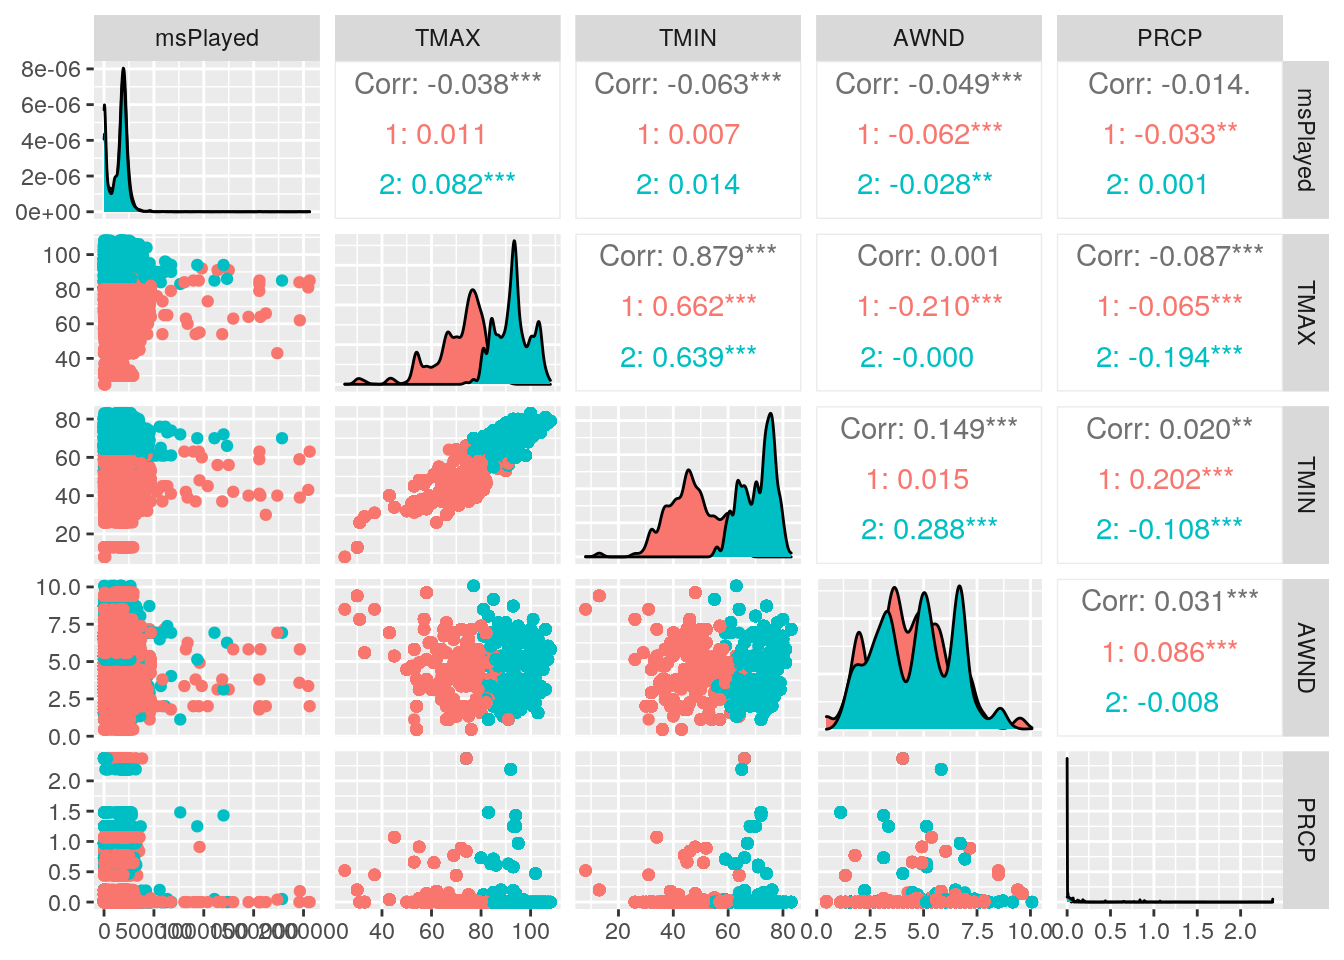 msPlayed TMAX TMIN AWND PRCP
8e-06
6e-06
4e-06
2e-06
0e+00
Corr: -0.038***
1: 0.011
2: 0.082***
Corr: -0.063***
1: 0.007
2: 0.014
Corr: -0.049***
1: -0.062***
2: -0.028**
Corr: -0.014.
1: -0.033**
2: 0.001
msPlayed
100
80
60
40
Corr: 0.879***
1: 0.662***
2: 0.639***
Corr: 0.001
1: -0.210***
2: -0.000
Corr: -0.087***
1: -0.065***
2: -0.194***
TMAX
80
60
40
20
Corr: 0.149***
1: 0.015
2: 0.288***
Corr: 0.020**
1: 0.202***
2: -0.108***
TMIN
10.0
7.5
5.0
2.5
0.0
Corr: 0.031***
1: 0.086***
2: -0.008
AWND
2.0
1.5
1.0
0.5
0.0
PRCP
0
40 60 80 100
20 40 60 80
0.0 2.5 5.0 7.5 10.0
0.0 0.5 1.0 1.5 2.0